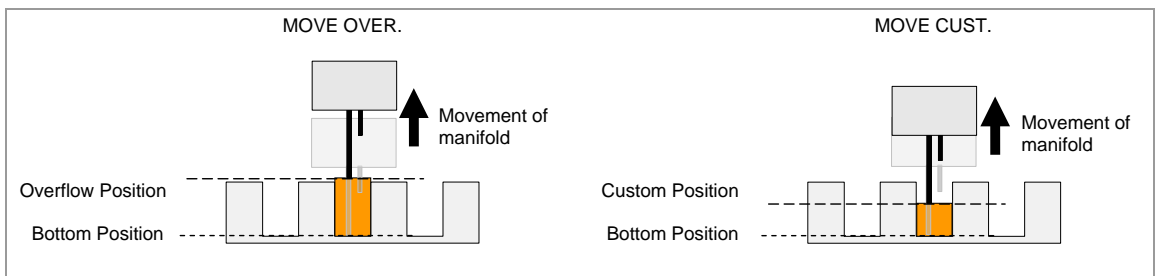 MOVE OVER.
Movement of
manifold
Overflow Position
Bottom Position
MOVE CUST.
Movement of
manifold
Custom Position
Bottom Position